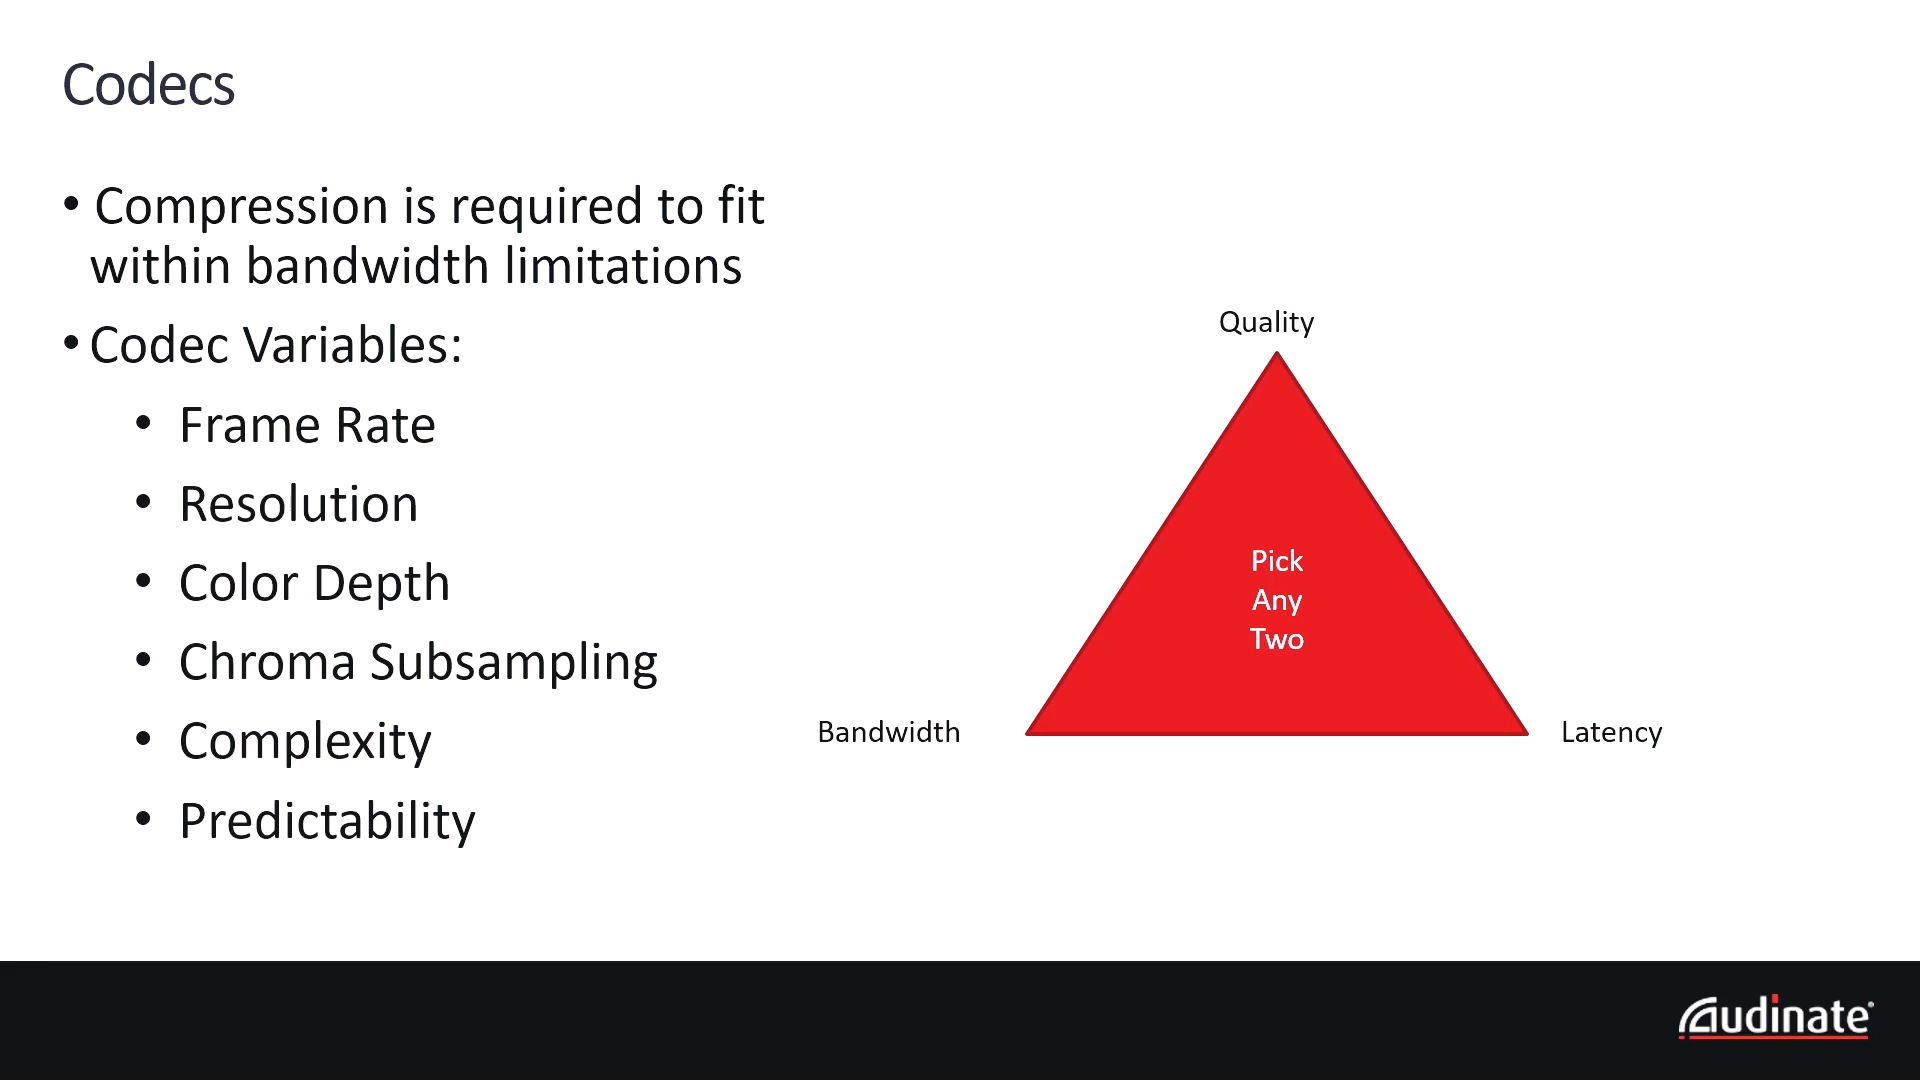 Codecs
• Compression is required to fit
within bandwidth limitations
• Codec Variables:
• Frame Rate
• Resolution
• Color Depth
• Chroma Subsampling
• Complexity
• Predictability
Quality
Pick
Any
Two
Bandwidth
Latency
Audinate